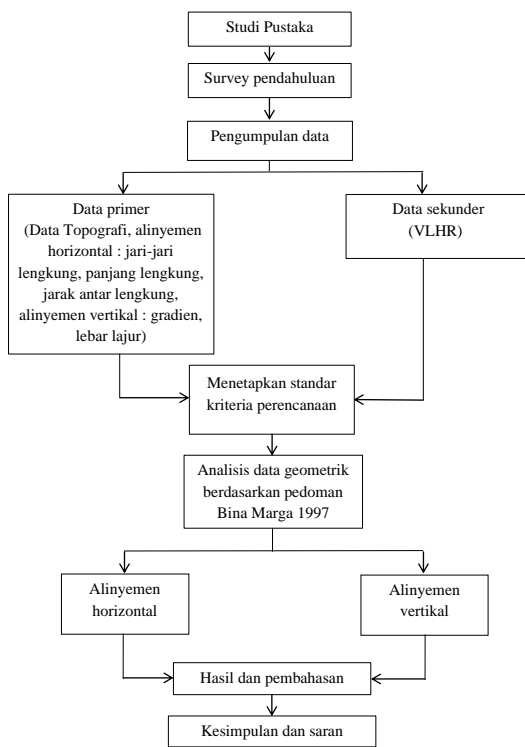 Studi Pustaka
Survey pendahuluan
Pengumpulan data
Data primer
(Data Topografi, alinyemen
horizontal : jari-jari
lengkung, panjang lengkung,
jarak antar lengkung,
alinyemen vertikal : gradien,
lebar lajur)
Data sekunder
(VLHR)
Menetapkan standar
kriteria perencanaan
Analisis data geometrik
berdasarkan pedoman
Bina Marga 1997
Alinyemen
horizontal
Alinyemen
vertikal
Hasil dan pembahasan
Kesimpulan dan saran